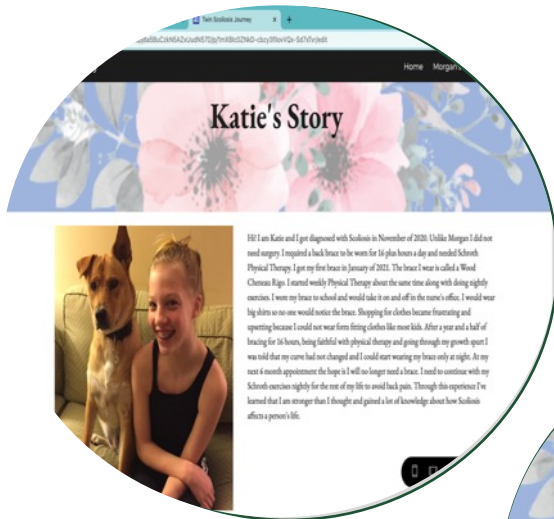 Twin Scoliosis Journey
Home Morgan's
Katie's Story
Hi! I am Katie and I got diagnosed with Scoliosis in November of 2020. Unlike Morgan I did not
need surgery. I required a back brace to be worn for 16 plus hours a day and needed Schroth
Physical Therapy. I got my first brace in January of 2021. The brace I wear is called a Wood
Cheneau Rigo. I started weekly Physical Therapy about the same time along with doing nightly
exercises. I wore my brace to school and would take it on and off in the nurse's office. I would wear
big shirts so no one would notice the brace. Shopping for clothes became frustrating and
upsetting because I could not wear form fitting clothes like most kids. After a year and a half of
bracing for 16 hours, being faithful with physical therapy and going through my growth spurt I
was told that my curve had not changed and I could start wearing my brace only at night. At my
next 6 month appointment the hope is I will no longer need a brace. I need to continue with my
Schroth exercises nightly for the rest of my life to avoid back pain. Through this experience I've
learned that I am stronger than I thought and gained a lot of knowledge about how Scoliosis
affects a person's life.